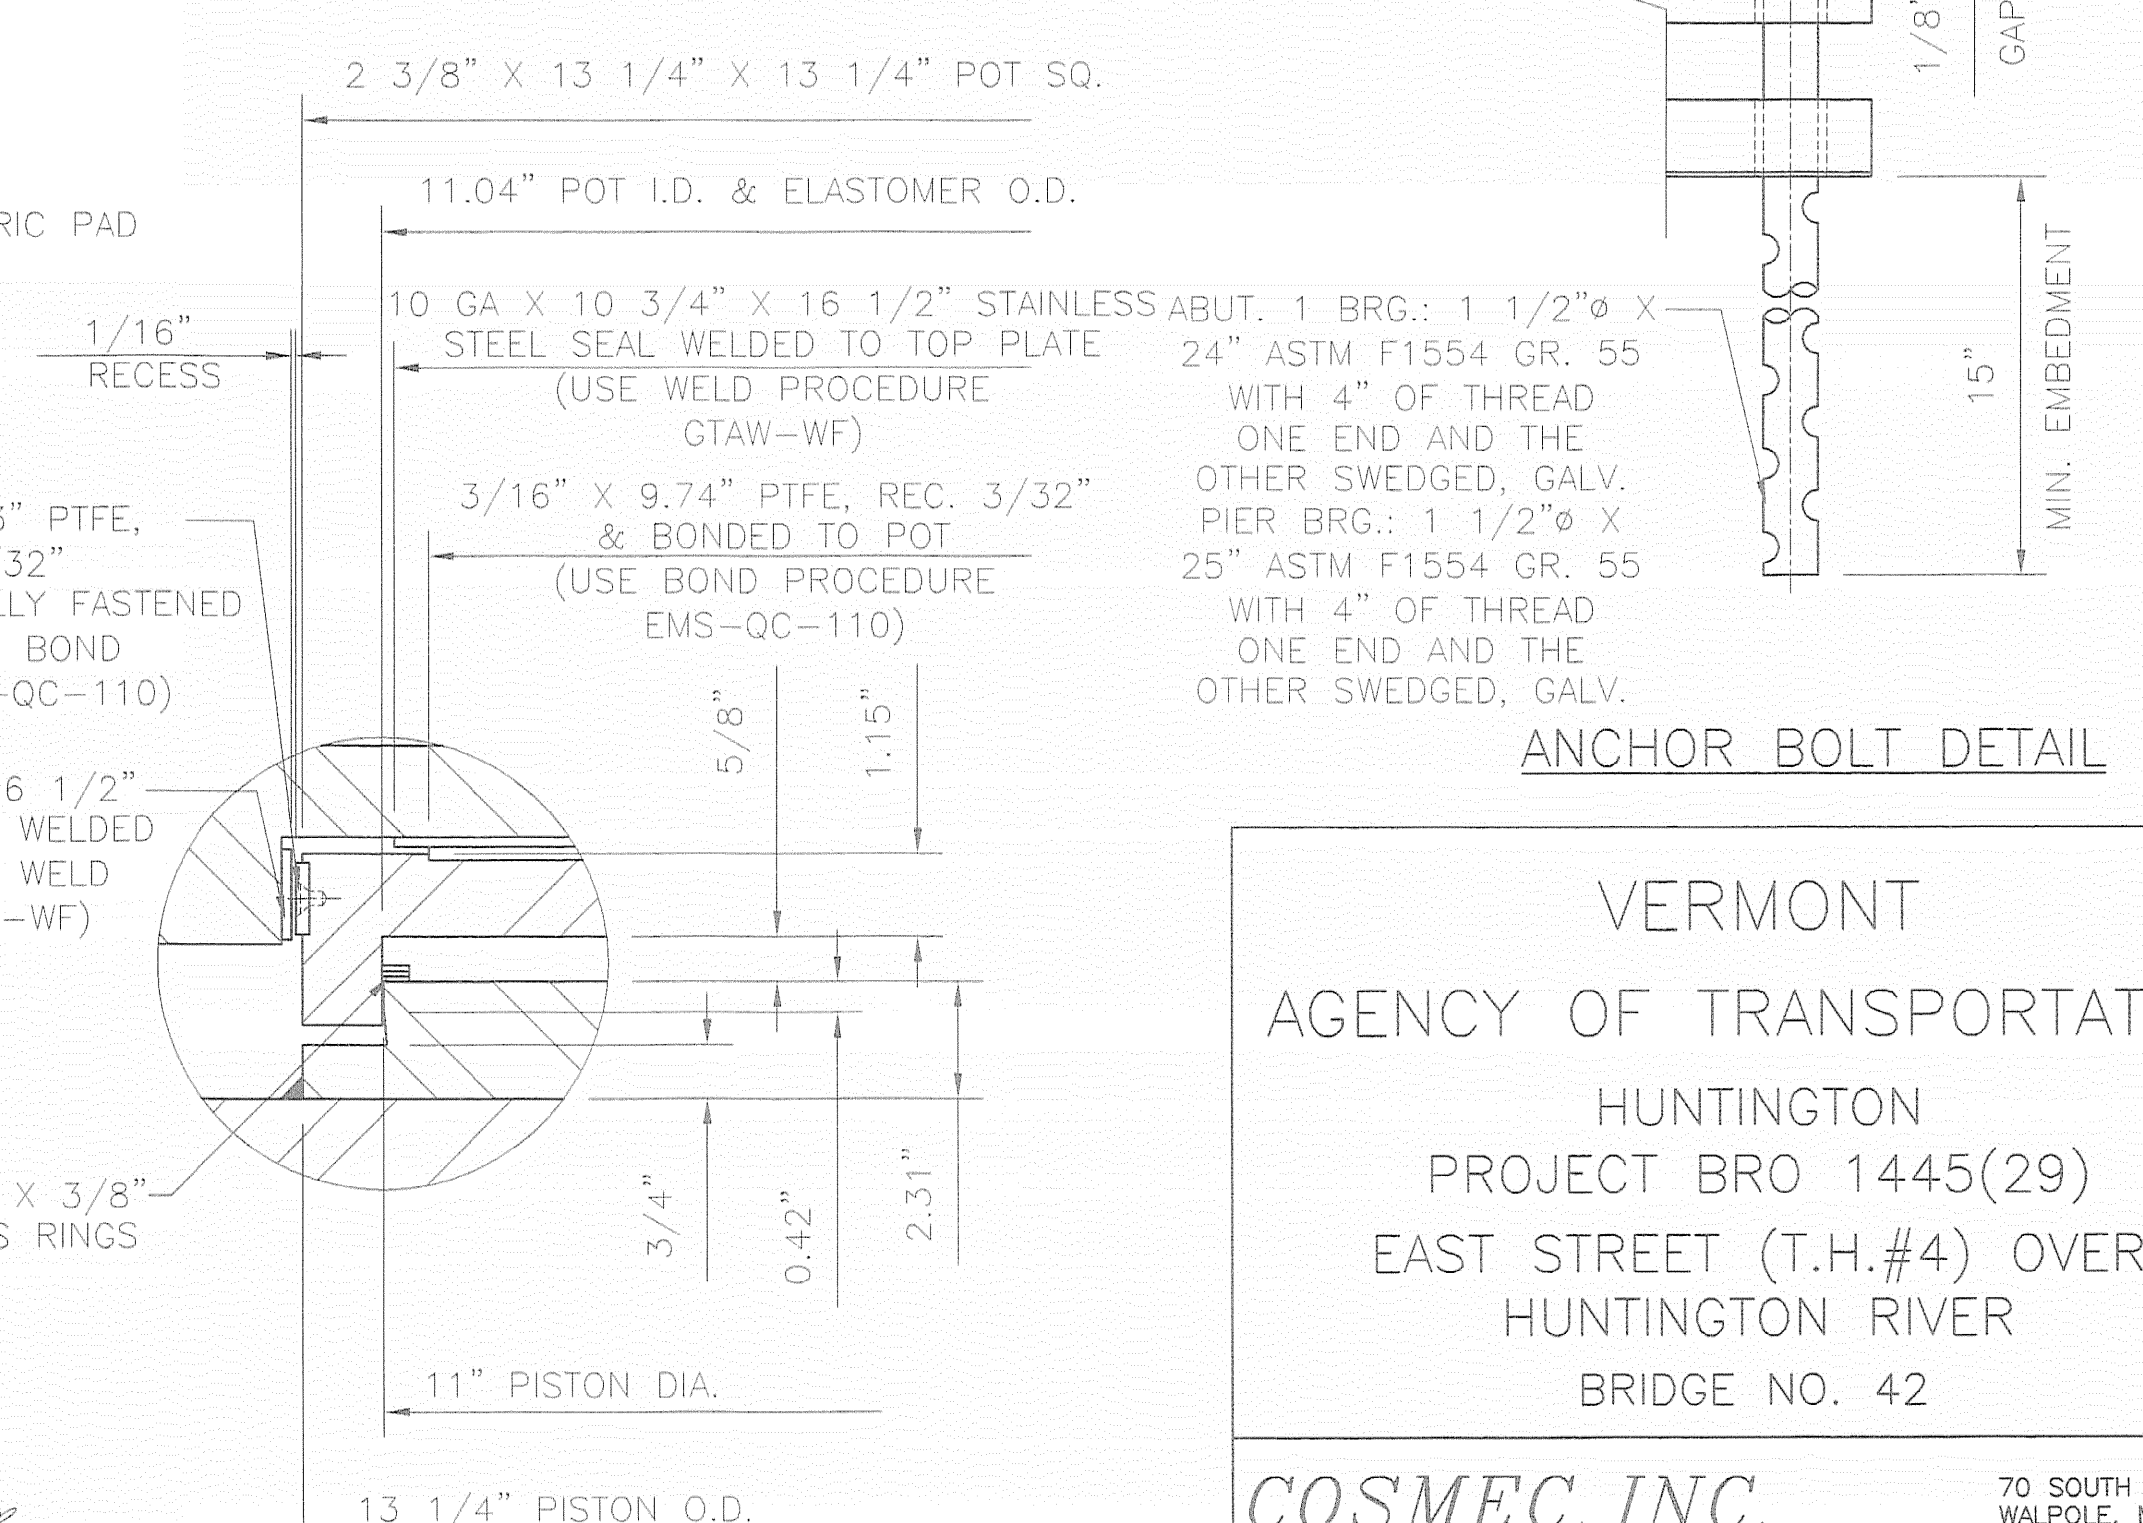 2 3/8" X 13 1/4" X 13 1/4" POT SQ.
11.04" POT I.D. & ELASTOMER O.D.
PAD
1/16"
RECESS
10 GA X 10 3/4" X 16 1/2" STAINLESS
STEEL SEAL WELDED TO TOP PLATE
(USE WELD PROCEDURE
GTAW-WF)
3/16" X 9.74" PTFE, REC. 3/32"
& BONDED TO POT
(USE BOND PROCEDURE
EMS-QC-110)
PTFE,
FASTENED
BOND
-QC-110)
1/2"
WELDED
WELD
-WF)
X 3/8"
RINGS
5/8"
1.15"
3/4"
0.42"
2.31"
11" PISTON DIA.
13 1/4" PISTON O.D.
1/8"
GAP
15"
MIN. EMBEDMENT
ABUT. 1 BRG.: 1 1/2"ø X
24" ASTM F1554 GR. 55
WITH 4" OF THREAD
ONE END AND THE
OTHER SWEDGED, GALV.
PIER BRG.: 1 1/2"ø X
25" ASTM F1554 GR. 55
WITH 4" OF THREAD
ONE END AND THE
OTHER SWEDGED, GALV.
ANCHOR BOLT DETAIL
VERMONT
AGENCY OF TRANSPORTAT
HUNTINGTON
PROJECT BRO 1445(29)
EAST STREET (T.H.#4) OVER
HUNTINGTON RIVER
BRIDGE NO. 42
COSMEC, INC.
70 SOUTH
WALPOLE,